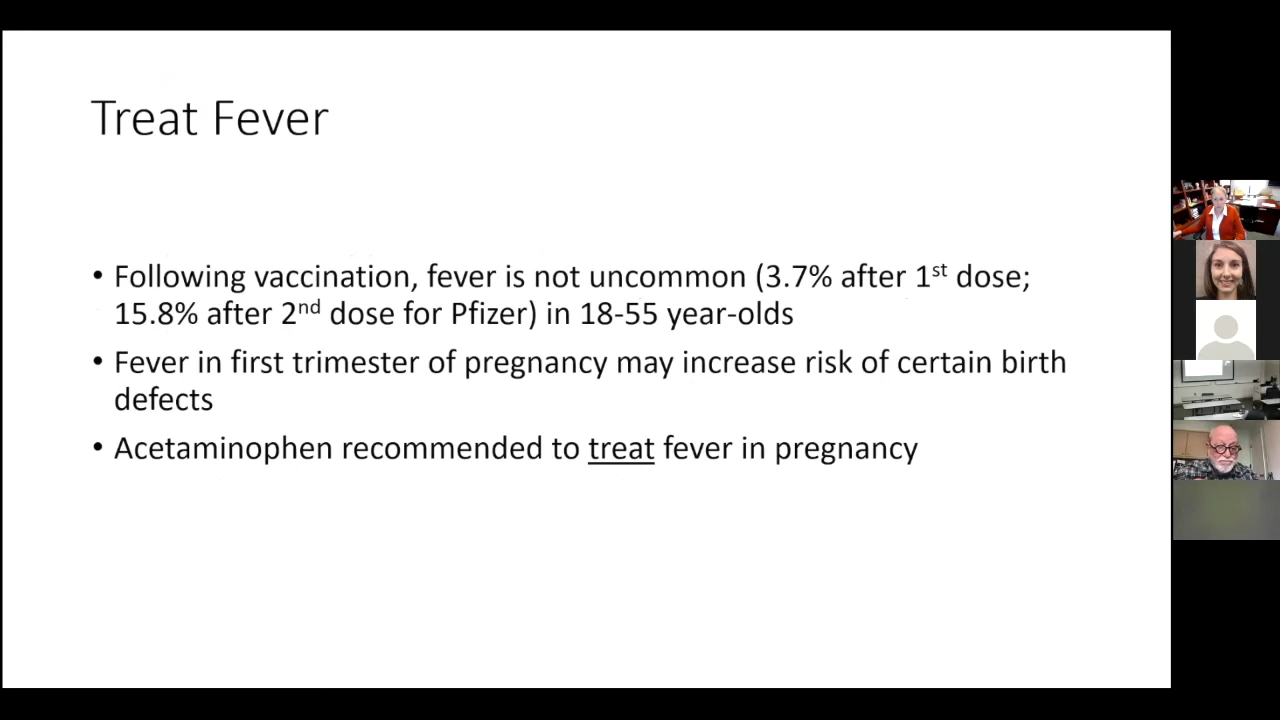 Treat Fever
• Following vaccination, fever is not uncommon (3.7% after 1st dose;
15.8% after 2nd dose for Pfizer) in 18-55 year-olds
• Fever in first trimester of pregnancy may increase risk of certain birth
defects
• Acetaminophen recommended to treat fever in pregnancy